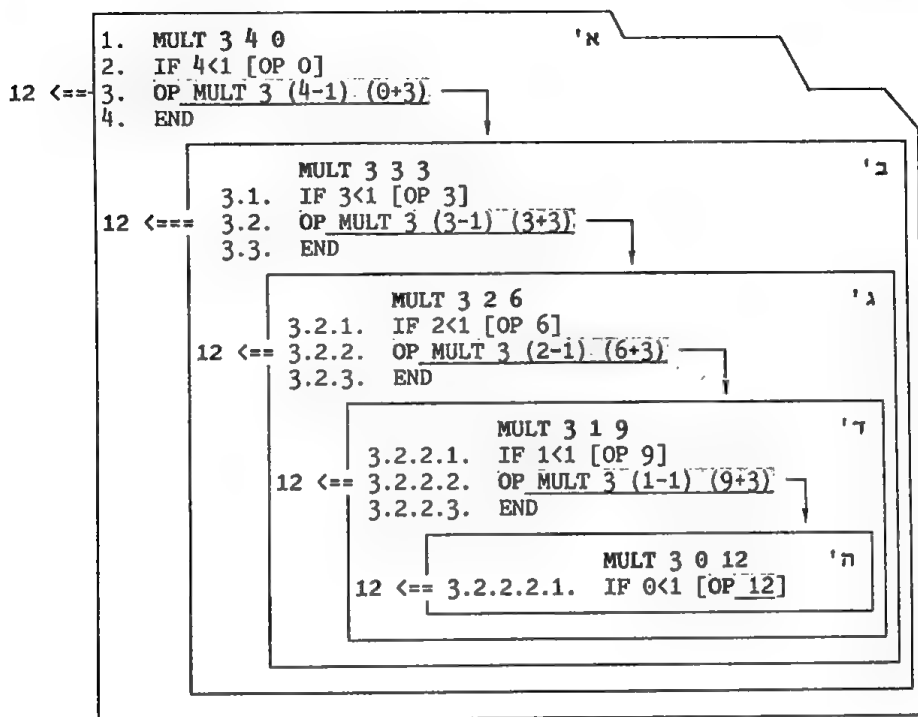 1. MULT 3 4 0 א'
2. IF 4<1 [OP 0]
12 <== 3. OP MULT 3 (4-1) (0+3)
4. END
MULT 3 3 3 ב'
3.1. IF 3<1 [OP 3]
12 <=== 3.2. OP MULT 3 (3-1) (3+3)
3.3. END
MULT 3 2 6 ג'
3.2.1. IF 2<1 [OP 6]
12 <== 3.2.2. OP MULT 3 (2-1) (6+3)
3.2.3. END
MULT 3 1 9 ד'
3.2.2.1. IF 1<1 [OP 9]
12 <== 3.2.2.2. OP MULT 3 (1-1) (9+3)
3.2.2.3. END
MULT 3 0 12 ה'
12 <== 3.2.2.2.1. IF 0<1 [OP 12]